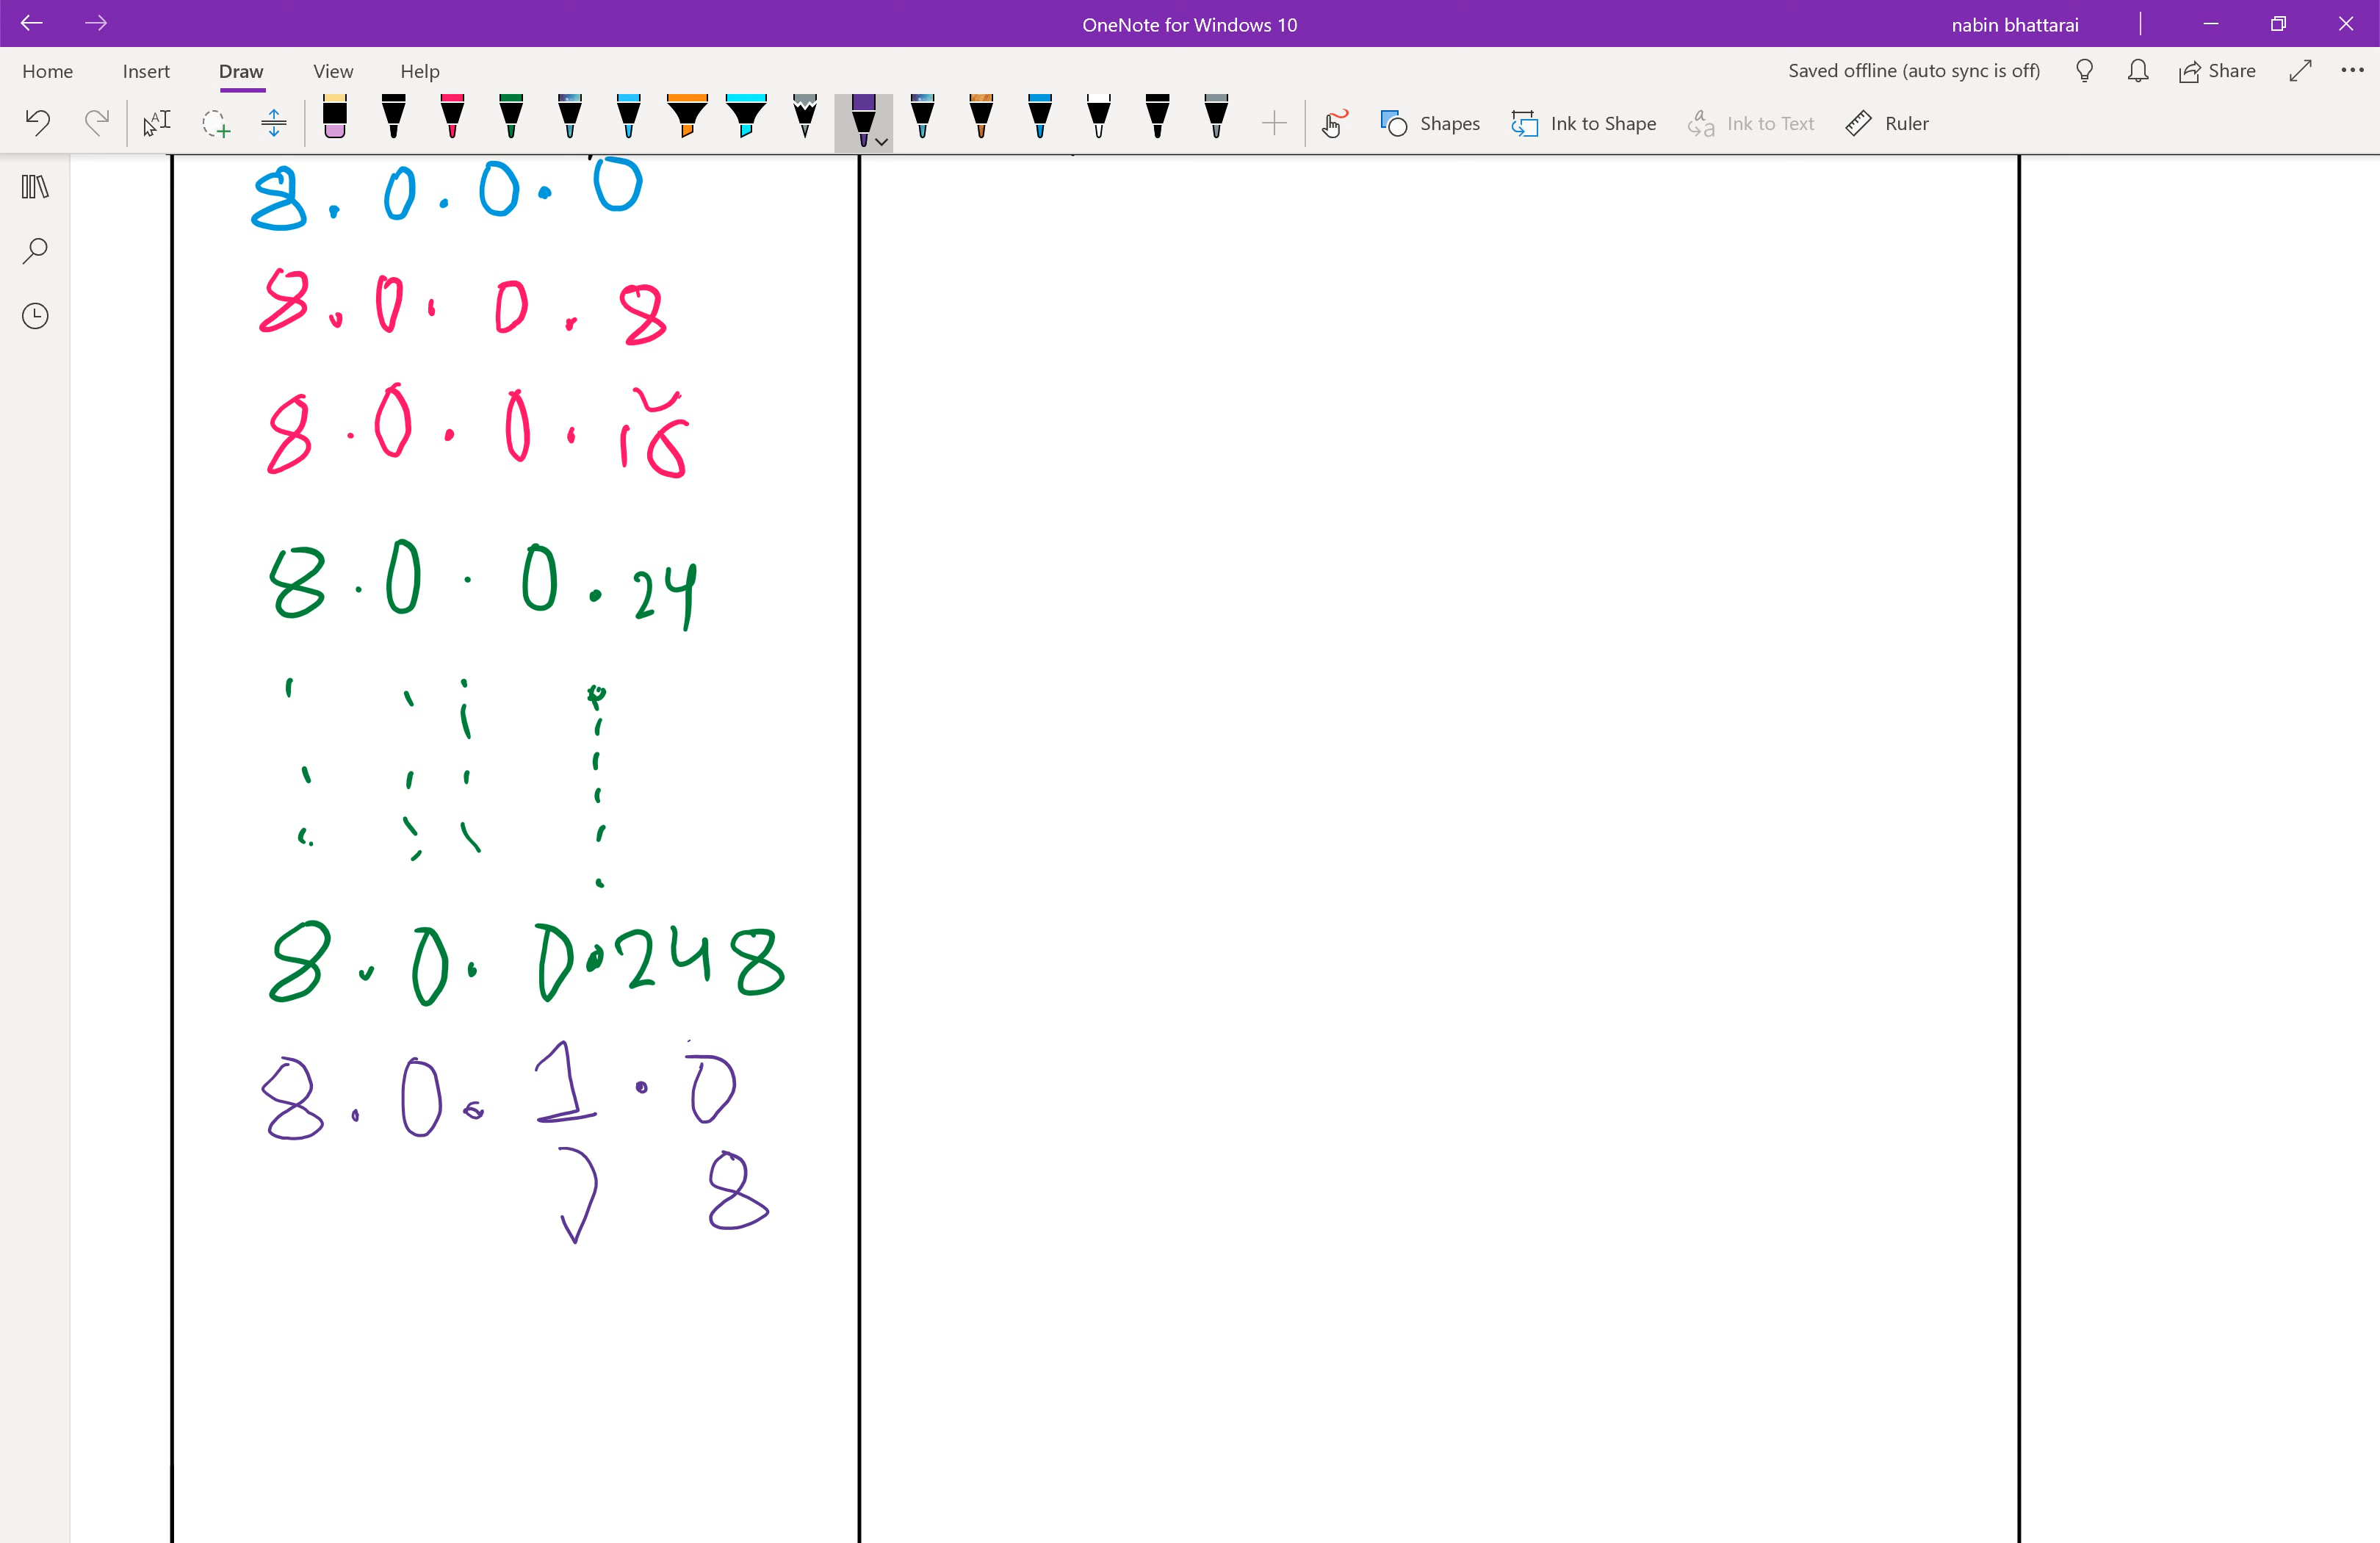 OneNote for Windows 10
nabin bhattarai
Home Insert Draw View Help
Saved offline (auto sync is off) Share
Shapes Ink to Shape Ink to Text Ruler
8.0.0.0
8.0.0.8
8.0.0.18
8.0.0.24
8.0.0.248
8.0.1.0
8